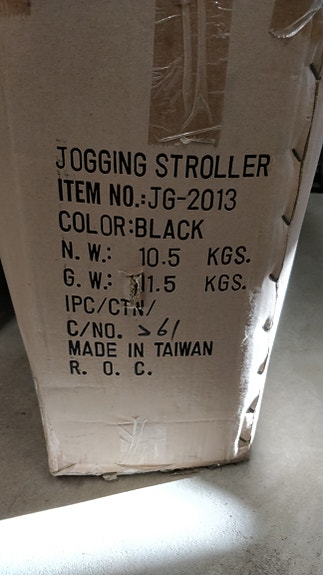 JOGGING STROLLER
ITEM NO.:JG-2013
COLOR:BLACK
N. W.: 10.5 KGS.
G. W.: 11.5 KGS.
IPC/CTN/
C/NO. >61
MADE IN TAIWAN
R. O. C.